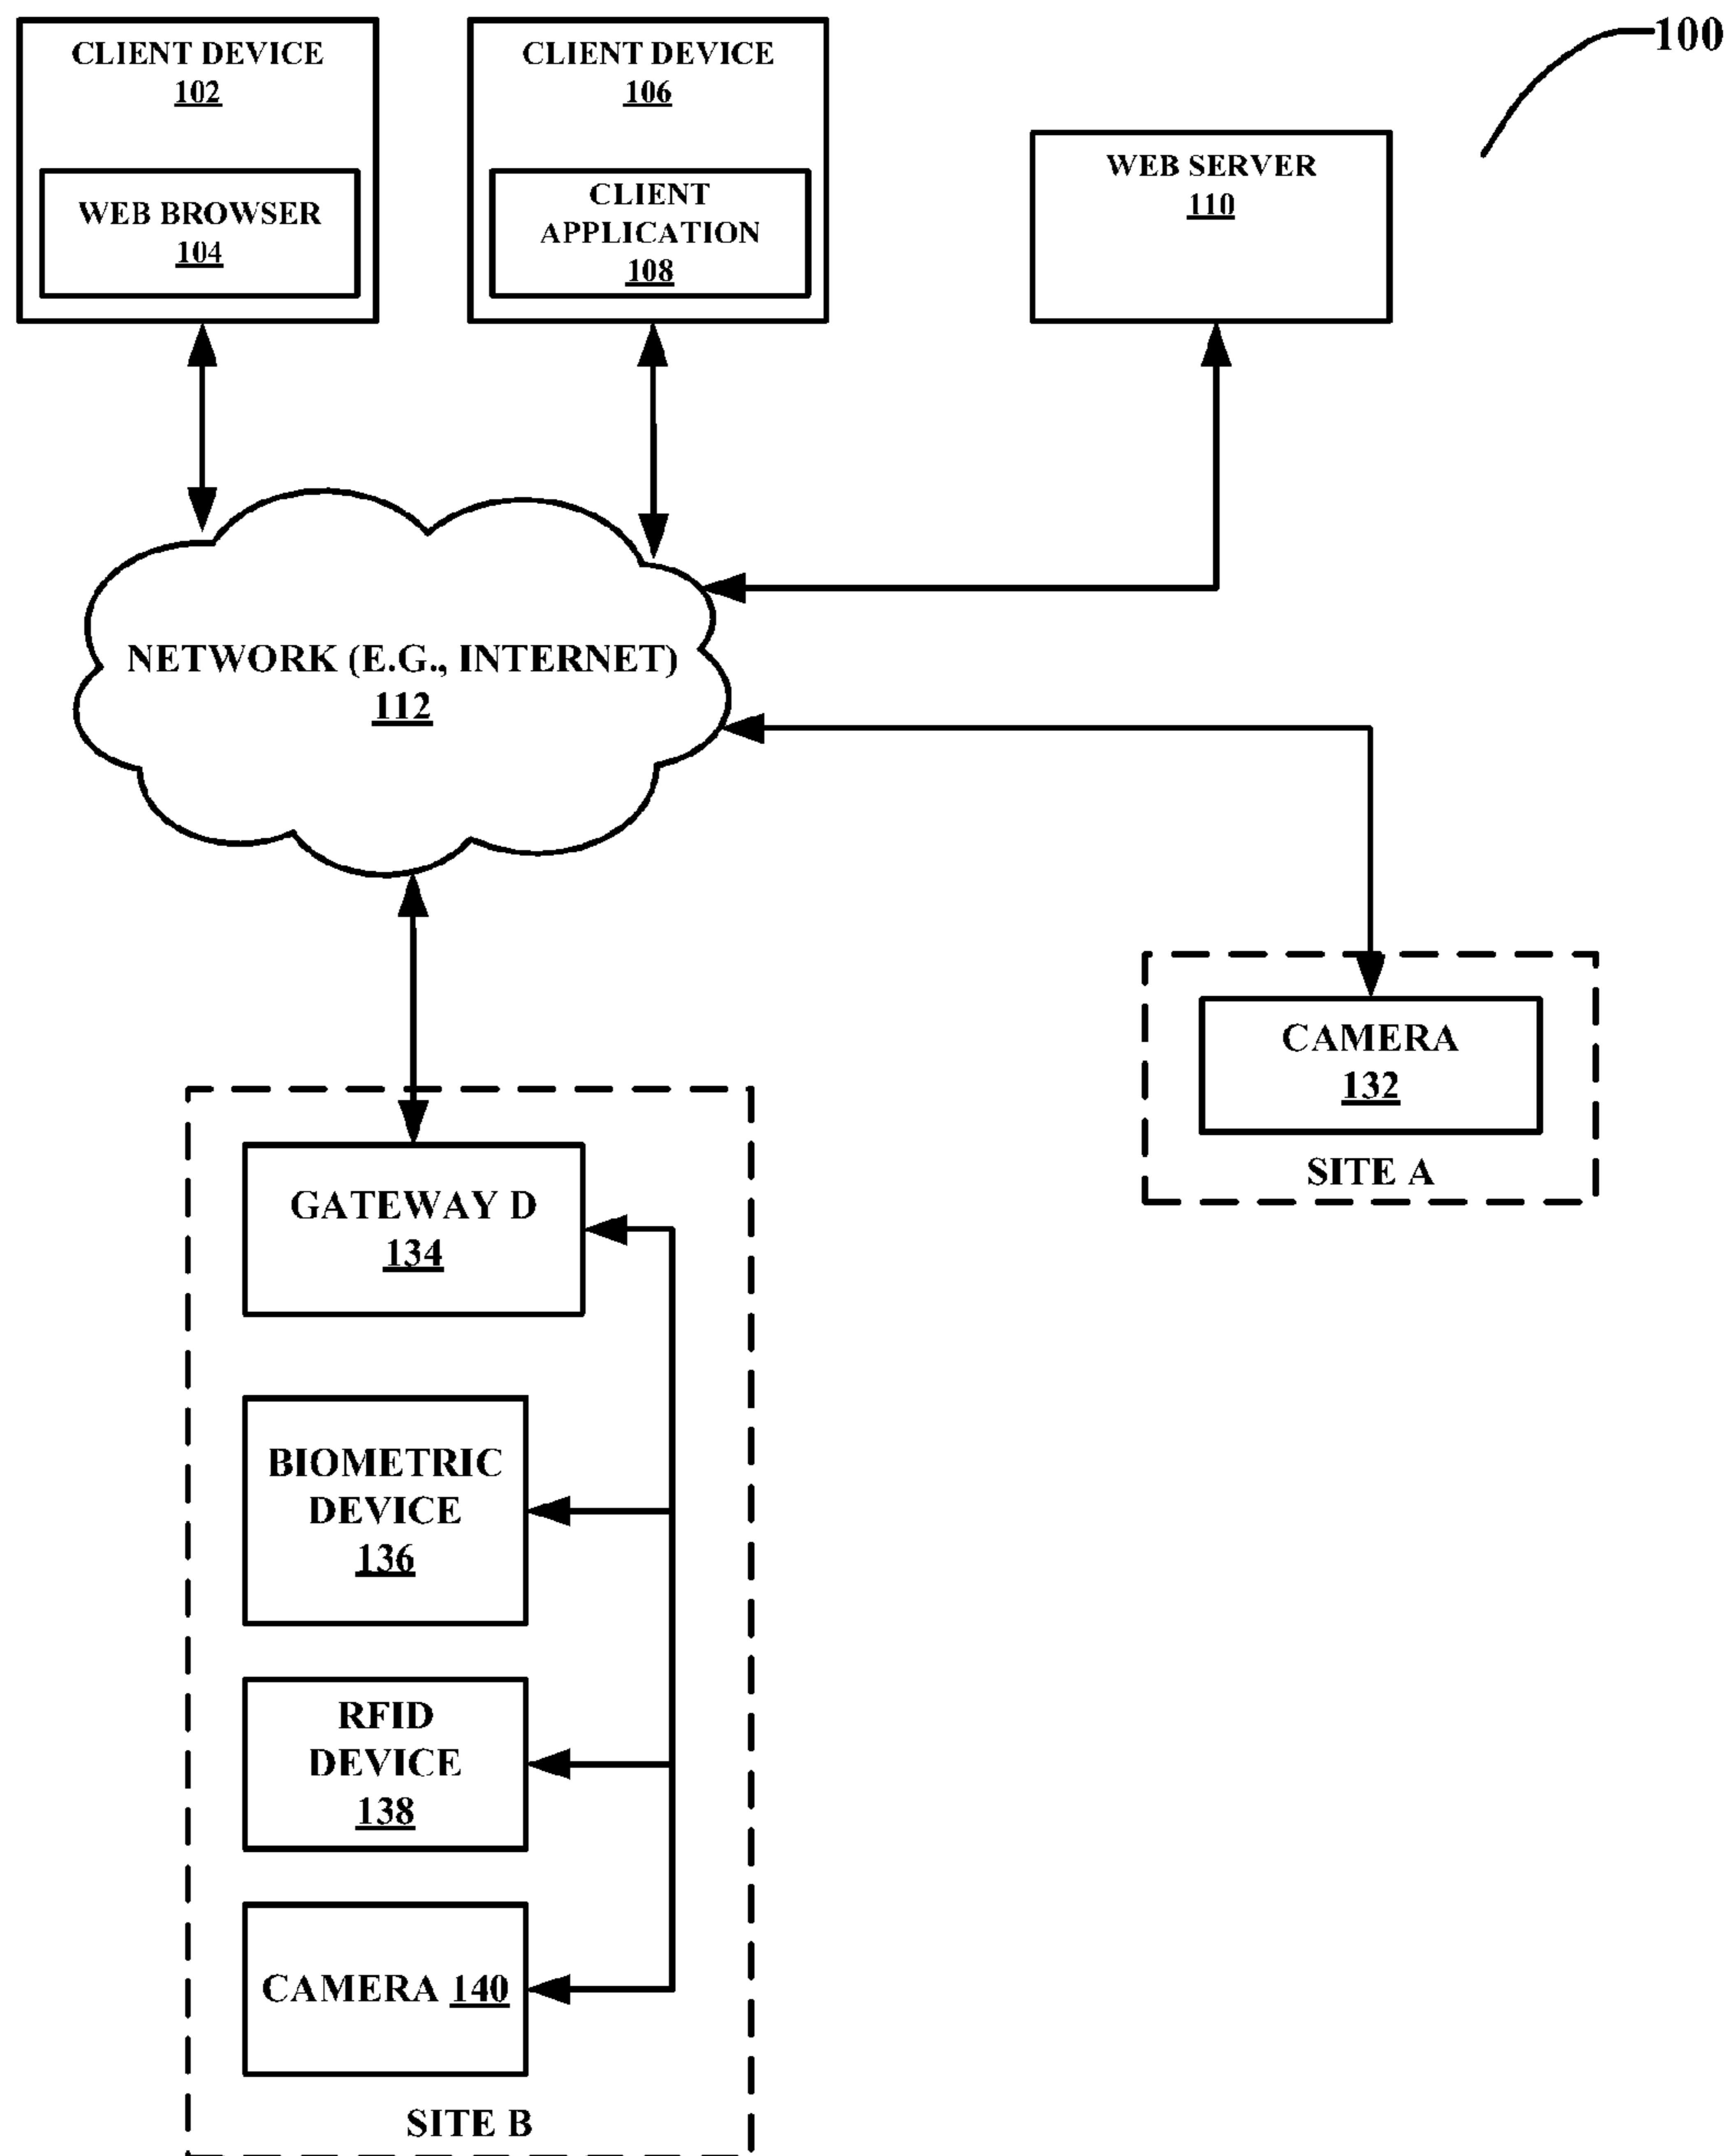 100
CLIENT DEVICE
102
WEB BROWSER
104
CLIENT DEVICE
106
CLIENT
APPLICATION
108
WEB SERVER
110
NETWORK (E.G., INTERNET)
112
CAMERA
132
SITE A
GATEWAY D
134
BIOMETRIC
DEVICE
136
RFID
DEVICE
138
CAMERA 140
SITE B